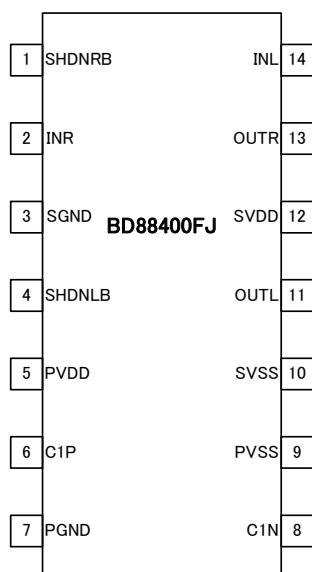 1 SHDNRB INL 14
2 INR OUTR 13
3 SGND SVDD 12
BD88400FJ
4 SHDNLB OUTL 11
5 PVDD SVSS 10
6 C1P PVSS 9
7 PGND C1N 8